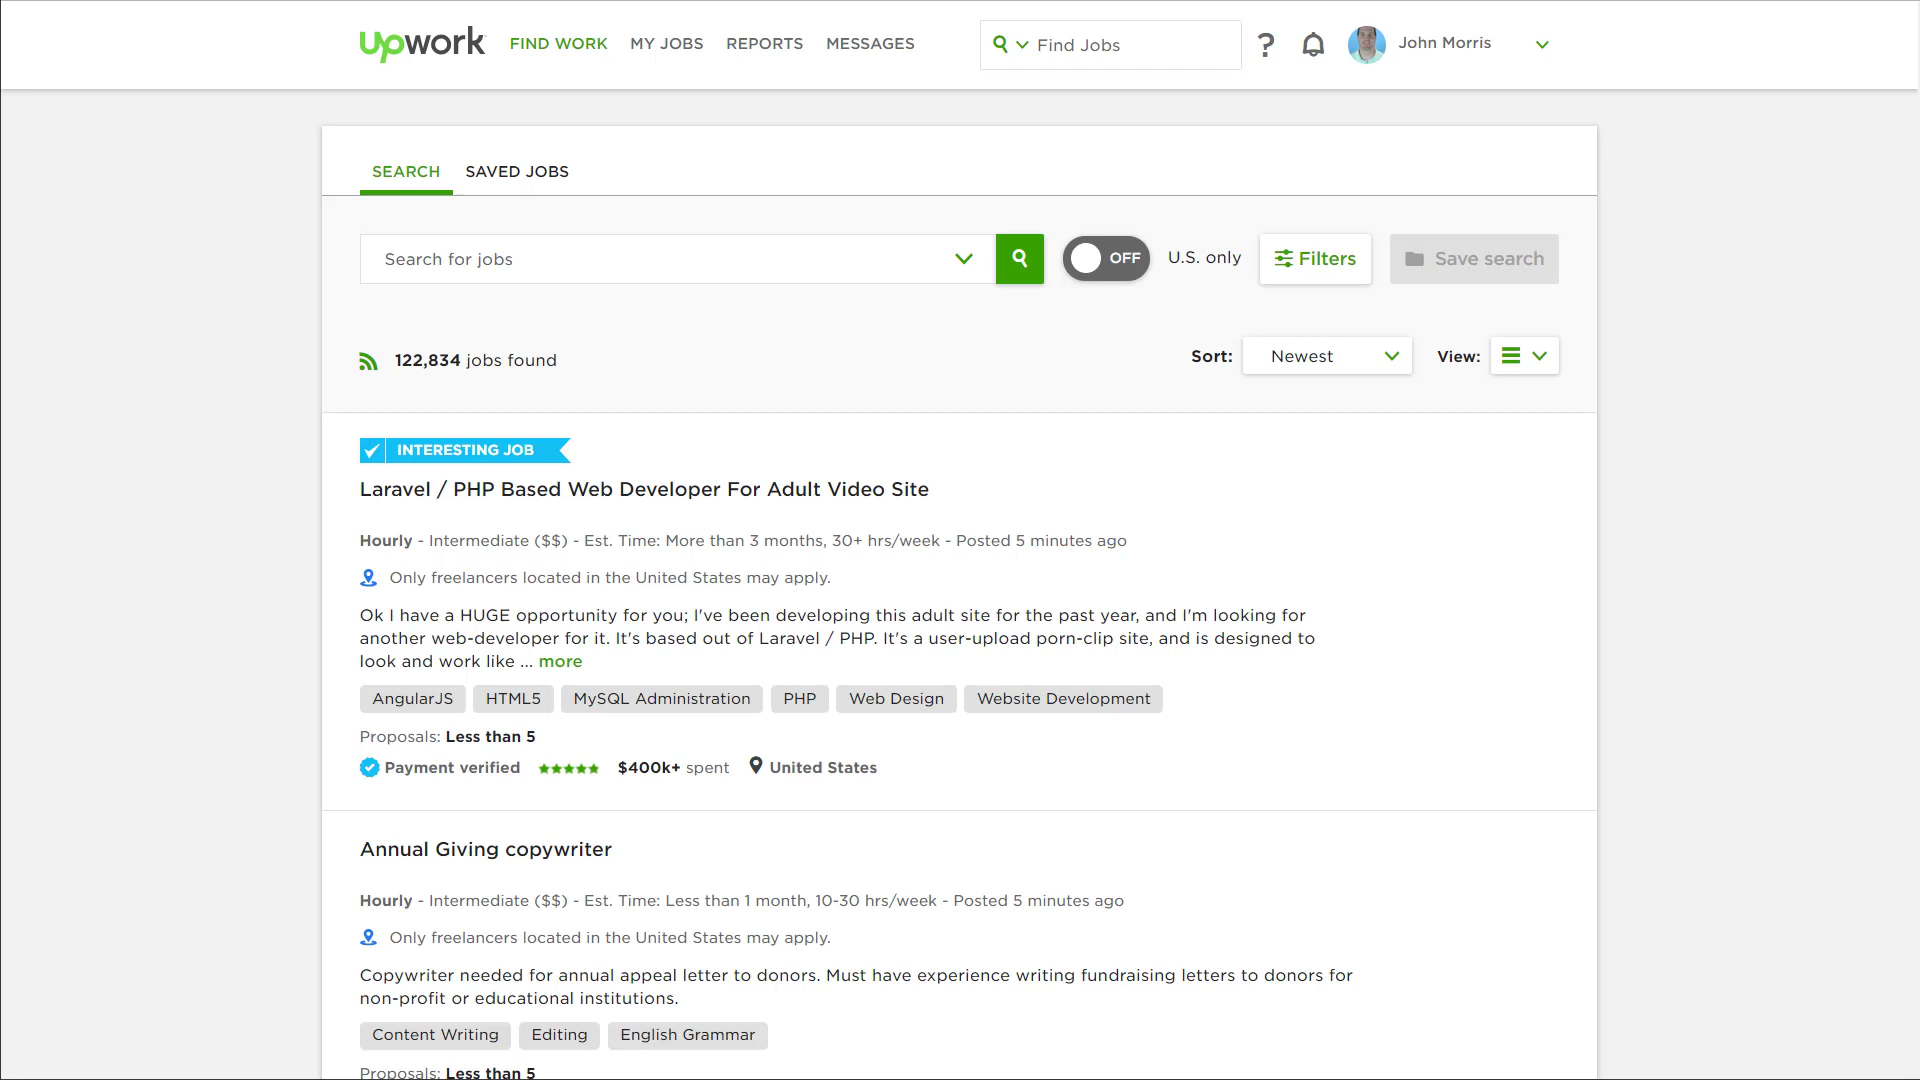 Upwork FIND WORK MY JOBS REPORTS MESSAGES Find Jobs ? John Morris
SEARCH SAVED JOBS
Search for jobs OFF U.S. only Filters Save search
122,834 jobs found Sort: Newest View:
INTERESTING JOB
Laravel / PHP Based Web Developer For Adult Video Site
Hourly - Intermediate ($$) - Est. Time: More than 3 months, 30+ hrs/week - Posted 5 minutes ago
Only freelancers located in the United States may apply.
Ok I have a HUGE opportunity for you; I've been developing this adult site for the past year, and I'm looking for
another web-developer for it. It's based out of Laravel / PHP. It's a user-upload porn-clip site, and is designed to
look and work like ... more
AngularJS HTML5 MySQL Administration PHP Web Design Website Development
Proposals: Less than 5
Payment verified $400k+ spent United States
Annual Giving copywriter
Hourly - Intermediate ($$) - Est. Time: Less than 1 month, 10-30 hrs/week - Posted 5 minutes ago
Only freelancers located in the United States may apply.
Copywriter needed for annual appeal letter to donors. Must have experience writing fundraising letters to donors for
non-profit or educational institutions.
Content Writing Editing English Grammar
Proposals: Less than 5